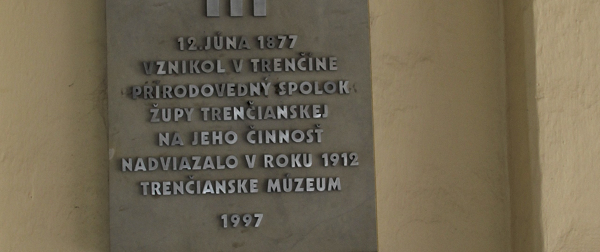 12. JÚNA 1877
VZNIKOL V TRENČÍNE
PRÍRODOVEDNÝ SPOLOK
ŽUPY TRENČIANSKEJ
NA JEHO ČINNOSŤ
NADVIAZALO V ROKU 1912
TRENČIANSKE MÚZEUM
1997